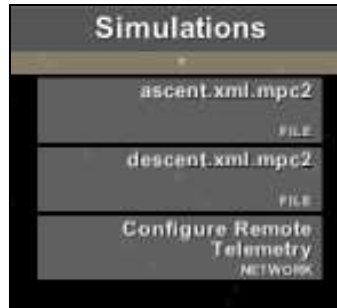 Simulations
ascent.xml.mpc2
FILE
descent.xml.mpc2
FILE
Configure Remote
Telemetry
NETWORK